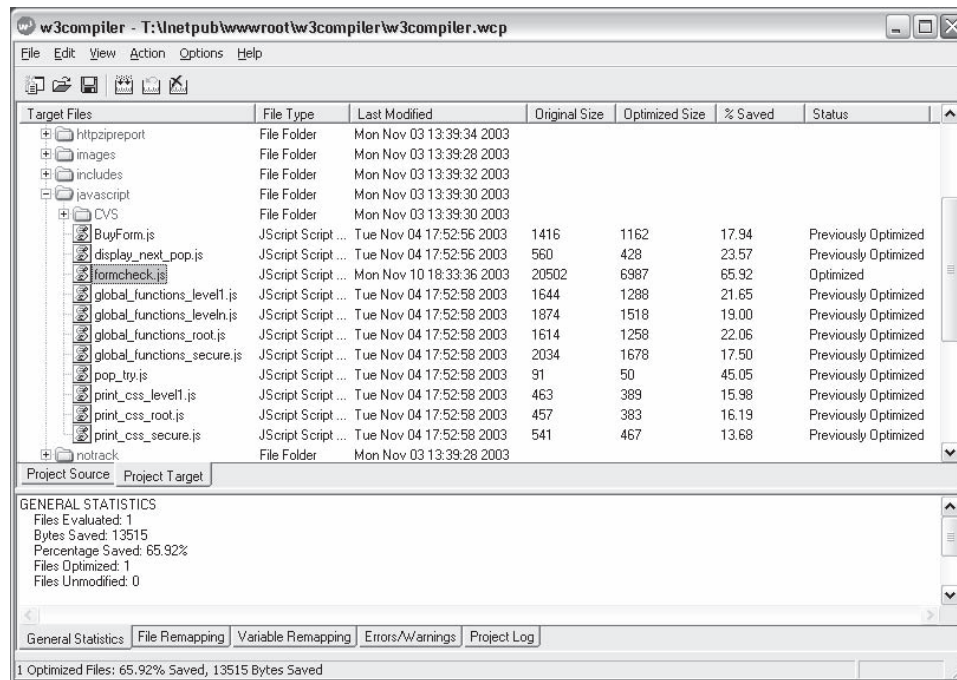 w3compiler - T:\Inetpub\wwwroot\w3compiler\w3compiler.wcp
File Edit View Action Options Help
Target Files File Type Last Modified Original Size Optimized Size % Saved Status
httpzipreport File Folder Mon Nov 03 13:39:34 2003
images File Folder Mon Nov 03 13:39:28 2003
includes File Folder Mon Nov 03 13:39:32 2003
javascript File Folder Mon Nov 03 13:39:30 2003
CVS File Folder Mon Nov 03 13:39:30 2003
BuyForm.js JScript Script ... Tue Nov 04 17:52:56 2003 1416 1162 17.94 Previously Optimized
display_next_pop.js JScript Script ... Tue Nov 04 17:52:56 2003 560 428 23.57 Previously Optimized
formcheck.js JScript Script ... Mon Nov 10 18:33:36 2003 20502 6987 65.92 Optimized
global_functions_level1.js JScript Script ... Tue Nov 04 17:52:58 2003 1644 1288 21.65 Previously Optimized
global_functions_leveln.js JScript Script ... Tue Nov 04 17:52:58 2003 1874 1518 19.00 Previously Optimized
global_functions_root.js JScript Script ... Tue Nov 04 17:52:58 2003 1614 1258 22.06 Previously Optimized
global_functions_secure.js JScript Script ... Tue Nov 04 17:52:58 2003 2034 1678 17.50 Previously Optimized
pop_try.js JScript Script ... Tue Nov 04 17:52:58 2003 91 50 45.05 Previously Optimized
print_css_level1.js JScript Script ... Tue Nov 04 17:52:58 2003 463 389 15.98 Previously Optimized
print_css_root.js JScript Script ... Tue Nov 04 17:52:58 2003 457 383 16.19 Previously Optimized
print_css_secure.js JScript Script ... Tue Nov 04 17:52:58 2003 541 467 13.68 Previously Optimized
notrack File Folder Mon Nov 03 13:39:28 2003
Project Source Project Target
GENERAL STATISTICS
Files Evaluated: 1
Bytes Saved: 13515
Percentage Saved: 65.92%
Files Optimized: 1
Files Unmodified: 0
General Statistics File Remapping Variable Remapping Errors/Warnings Project Log
1 Optimized Files: 65.92% Saved, 13515 Bytes Saved